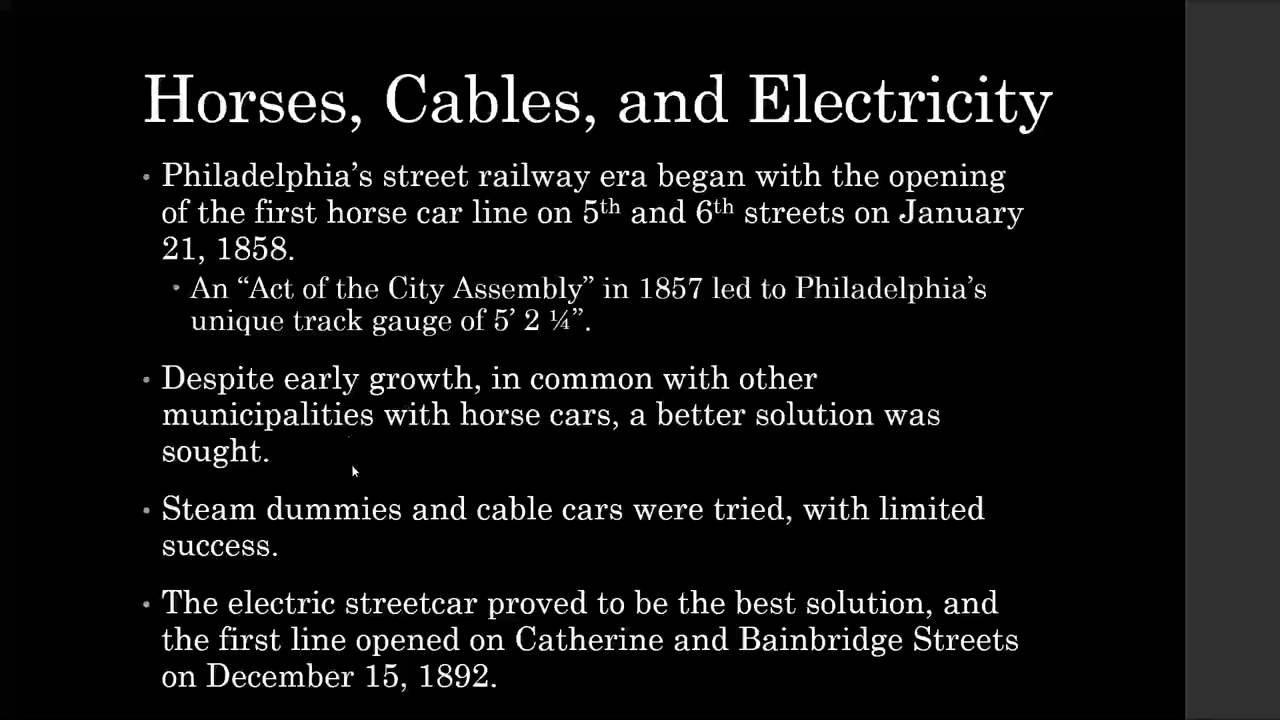 Horses, Cables, and Electricity
• Philadelphia’s street railway era began with the opening
of the first horse car line on 5th and 6th streets on January
21, 1858.
• An “Act of the City Assembly” in 1857 led to Philadelphia’s
unique track gauge of 5’ 2 ¼”.
• Despite early growth, in common with other
municipalities with horse cars, a better solution was
sought.
• Steam dummies and cable cars were tried, with limited
success.
• The electric streetcar proved to be the best solution, and
the first line opened on Catherine and Bainbridge Streets
on December 15, 1892.